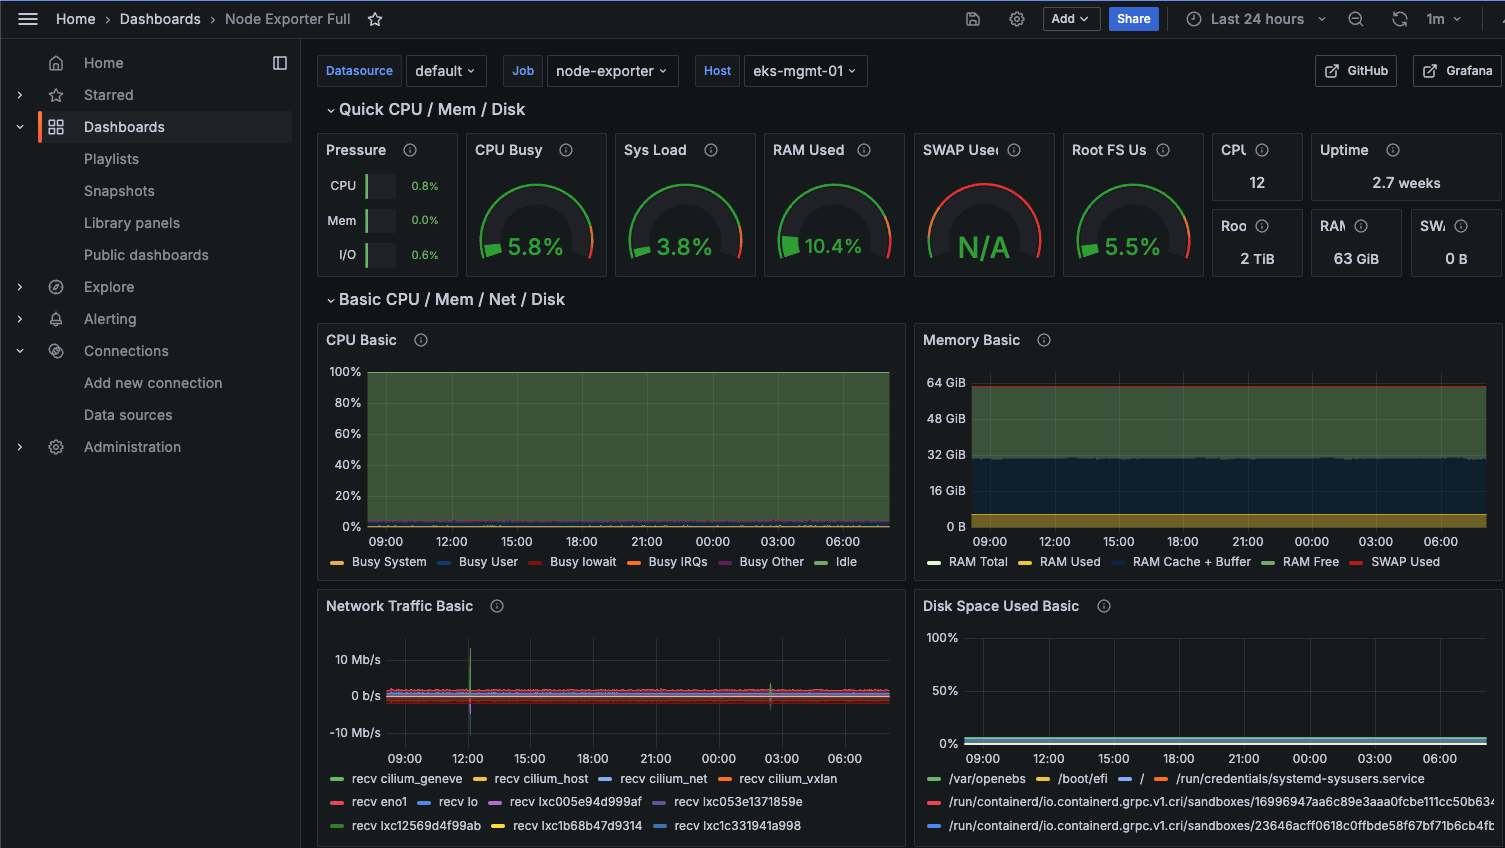 Home > Dashboards > Node Exporter Full
Add
Share
Last 24 hours
1m
Home
Starred
Dashboards
Playlists
Snapshots
Library panels
Public dashboards
Explore
Alerting
Connections
Add new connection
Data sources
Administration
Datasource default Job node-exporter Host eks-mgmt-01 GitHub Grafana
Quick CPU / Mem / Disk
Pressure
CPU 0.8%
Mem 0.0%
I/O 0.6%
CPU Busy
5.8%
Sys Load
3.8%
RAM Used
10.4%
SWAP Used
N/A
Root FS Us
5.5%
CPU
12
Uptime
2.7 weeks
Roo
2 TiB
RAM
63 GiB
SWA
0 B
Basic CPU / Mem / Net / Disk
CPU Basic
100%
80%
60%
40%
20%
0%
09:00 12:00 15:00 18:00 21:00 00:00 03:00 06:00
Busy System Busy User Busy Iowait Busy IRQs Busy Other Idle
Memory Basic
64 GiB
48 GiB
32 GiB
16 GiB
0 B
09:00 12:00 15:00 18:00 21:00 00:00 03:00 06:00
RAM Total RAM Used RAM Cache + Buffer RAM Free SWAP Used
Network Traffic Basic
10 Mb/s
0 b/s
-10 Mb/s
09:00 12:00 15:00 18:00 21:00 00:00 03:00 06:00
recv cilium_geneve recv cilium_host recv cilium_net recv cilium_vxlan
recv eno1 recv lo recv lxc005e94d999af recv lxc053e1371859e
recv lxc12569d4f99ab recv lxc1b68b47d9314 recv lxc1c331941a998
Disk Space Used Basic
100%
50%
0%
09:00 12:00 15:00 18:00 21:00 00:00 03:00 06:00
/var/openebs /boot/efi / /run/credentials/systemd-sysusers.service
/run/containerd/io.containerd.grpc.v1.cri/sandboxes/16996947aa6c89e3aaa0fcbe111cc50b634
/run/containerd/io.containerd.grpc.v1.cri/sandboxes/23646acff0618c0ffbde58f67bf71b6cb4fb